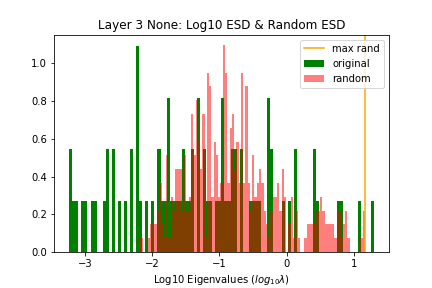 Layer 3 None: Log10 ESD & Random ESD
max rand
original
random
1.0
0.8
0.6
0.4
0.2
0.0
−3 −2 −1 0 1
Log10 Eigenvalues (log₁₀λ)